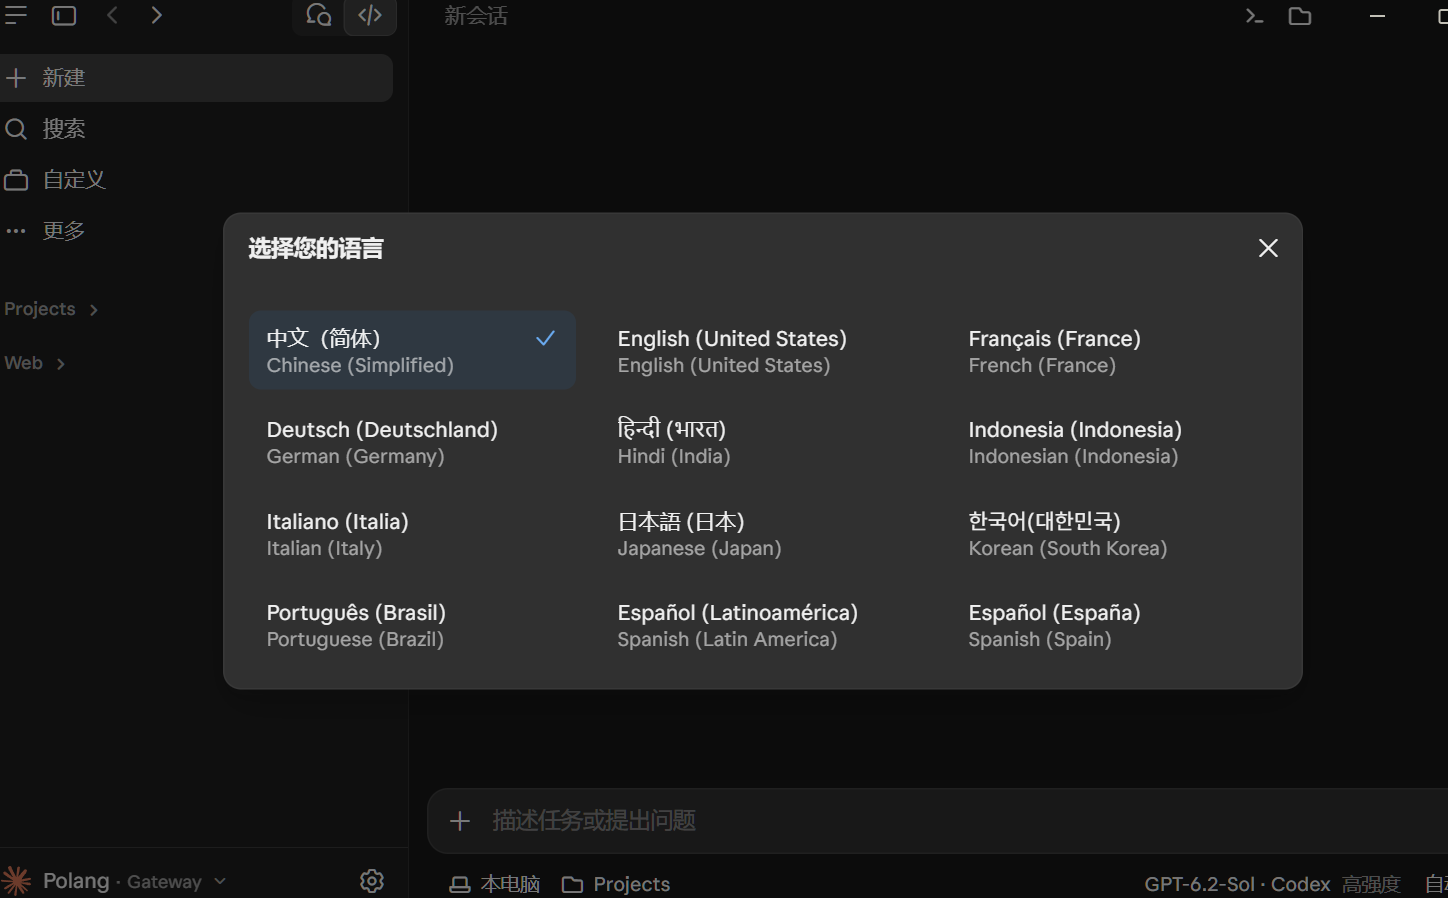 新会话
新建
搜索
自定义
更多
Projects
Web
选择您的语言
中文（简体）
Chinese (Simplified)
English (United States)
English (United States)
Français (France)
French (France)
Deutsch (Deutschland)
German (Germany)
हिन्दी (भारत)
Hindi (India)
Indonesia (Indonesia)
Indonesian (Indonesia)
Italiano (Italia)
Italian (Italy)
日本語 (日本)
Japanese (Japan)
한국어(대한민국)
Korean (South Korea)
Português (Brasil)
Portuguese (Brazil)
Español (Latinoamérica)
Spanish (Latin America)
Español (España)
Spanish (Spain)
描述任务或提出问题
Polang · Gateway
本电脑 Projects
GPT-6.2-Sol · Codex 高强度 自